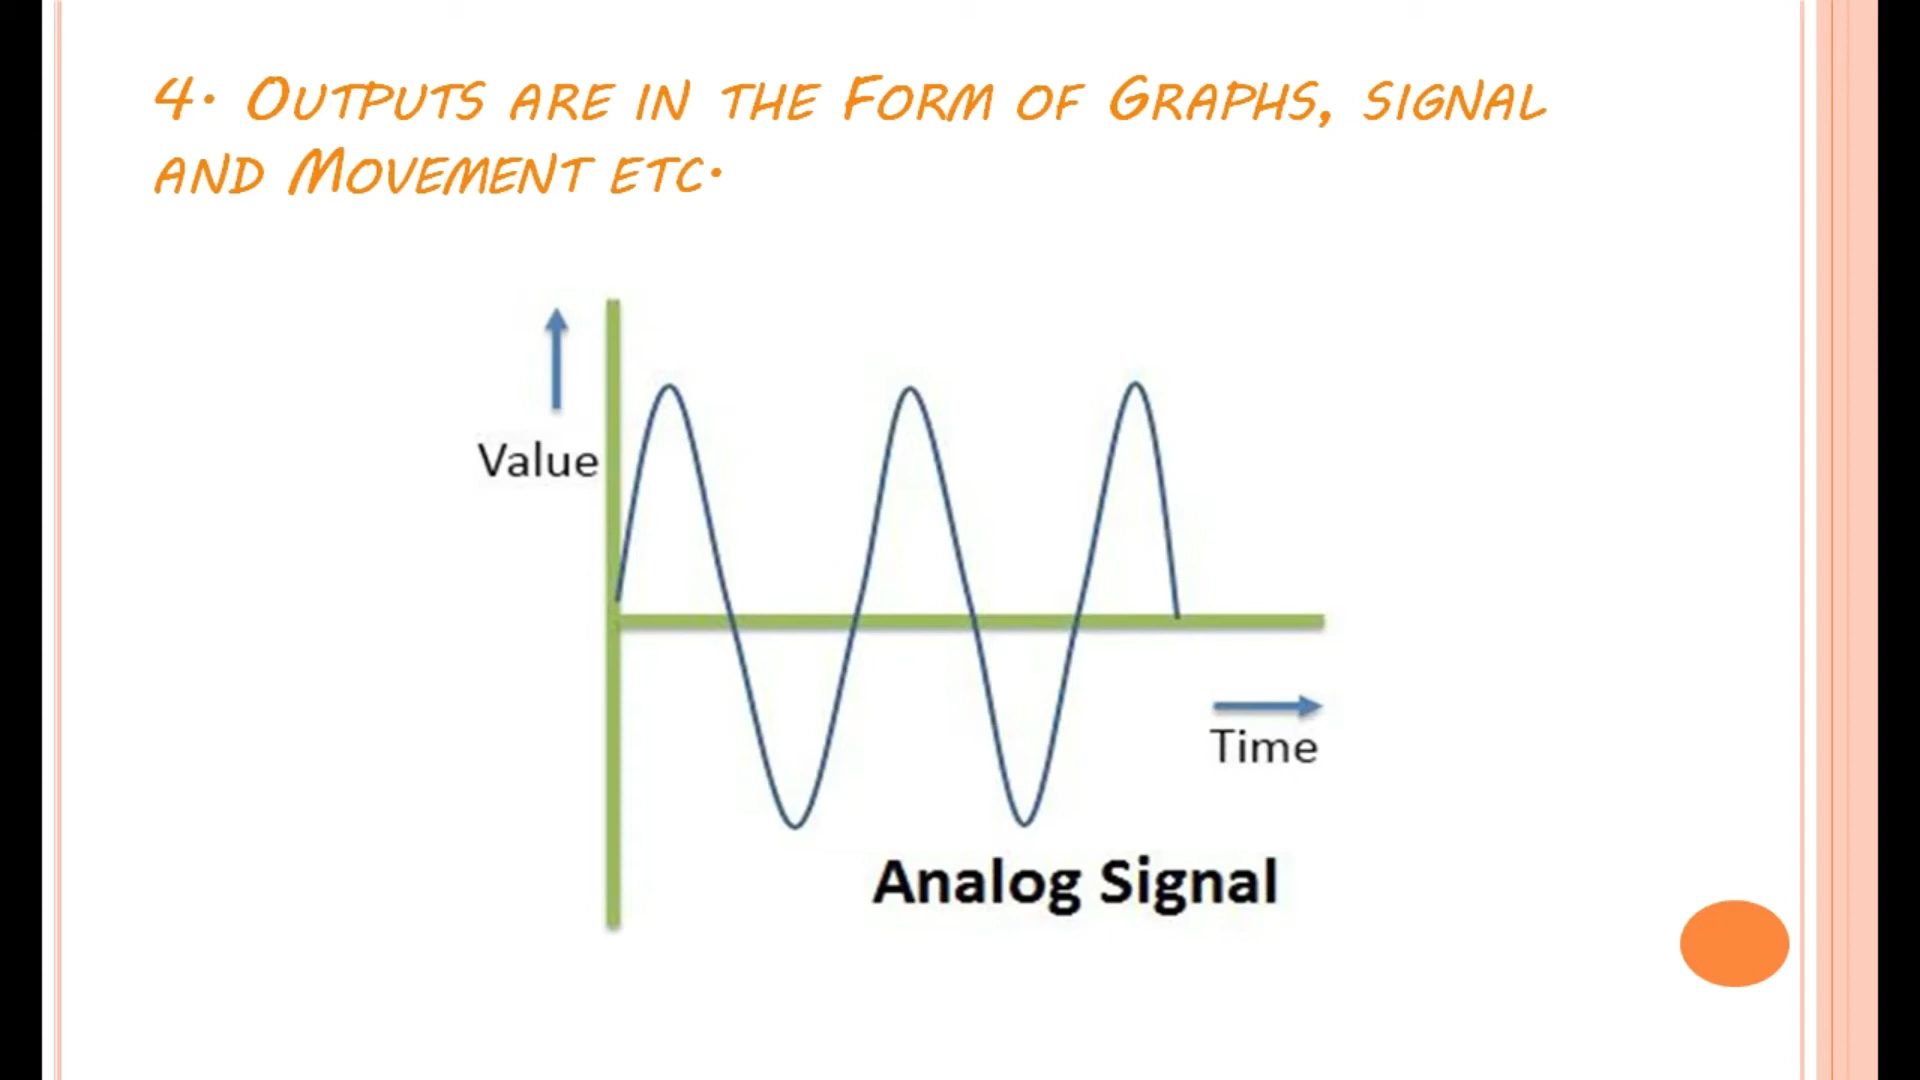 4. Outputs are in the Form of Graphs, signal
and Movement etc.
Value
Time
Analog Signal